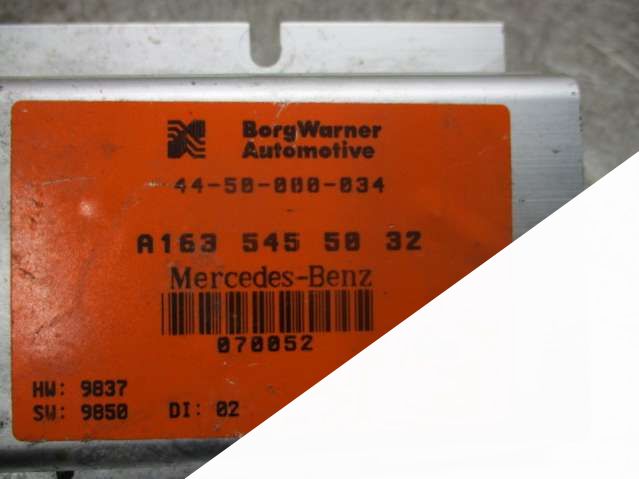 BorgWarner
Automotive
44-50-000-034
A163 545 50 32
Mercedes-Benz
070052
HW: 9837
SW: 9850 DI: 02